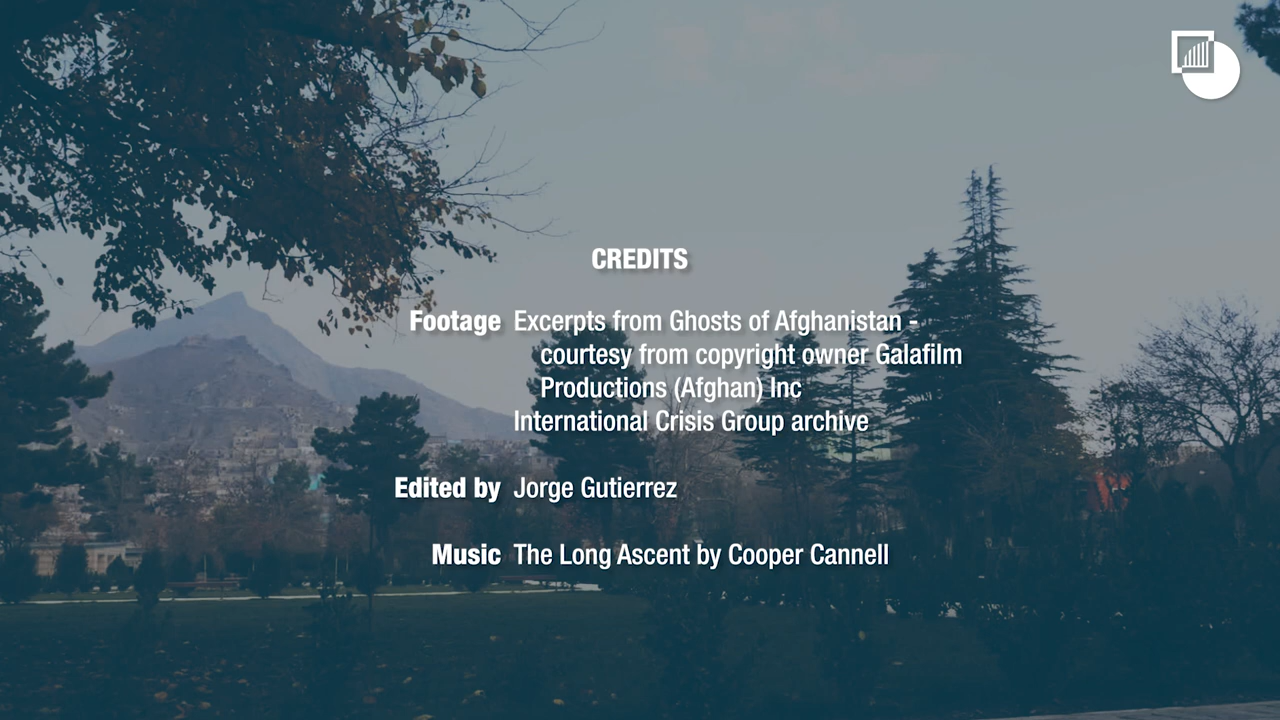 CREDITS
Footage Excerpts from Ghosts of Afghanistan -
courtesy from copyright owner Galafilm
Productions (Afghan) Inc
International Crisis Group archive
Edited by Jorge Gutierrez
Music The Long Ascent by Cooper Cannell